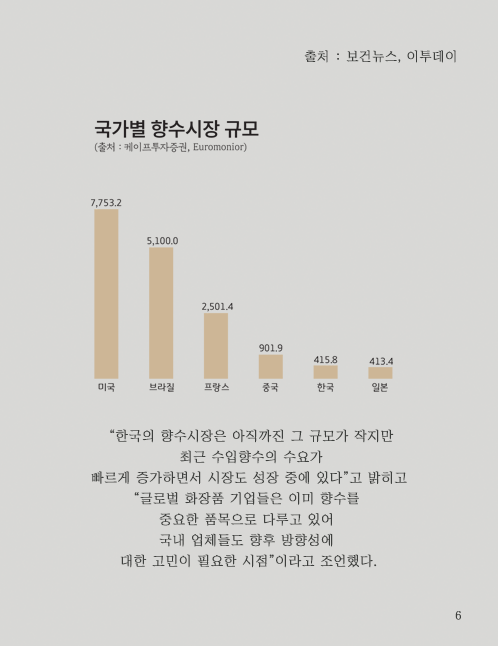 출처 : 보건뉴스, 이투데이
국가별 향수시장 규모
(출처 : 케이프투자증권, Euromonior)
7,753.2
5,100.0
2,501.4
901.9
415.8
413.4
미국
브라질
프랑스
중국
한국
일본
“한국의 향수시장은 아직까진 그 규모가 작지만
최근 수입향수의 수요가
빠르게 증가하면서 시장도 성장 중에 있다”고 밝히고
“글로벌 화장품 기업들은 이미 향수를
중요한 품목으로 다루고 있어
국내 업체들도 향후 방향성에
대한 고민이 필요한 시점”이라고 조언했다.
6